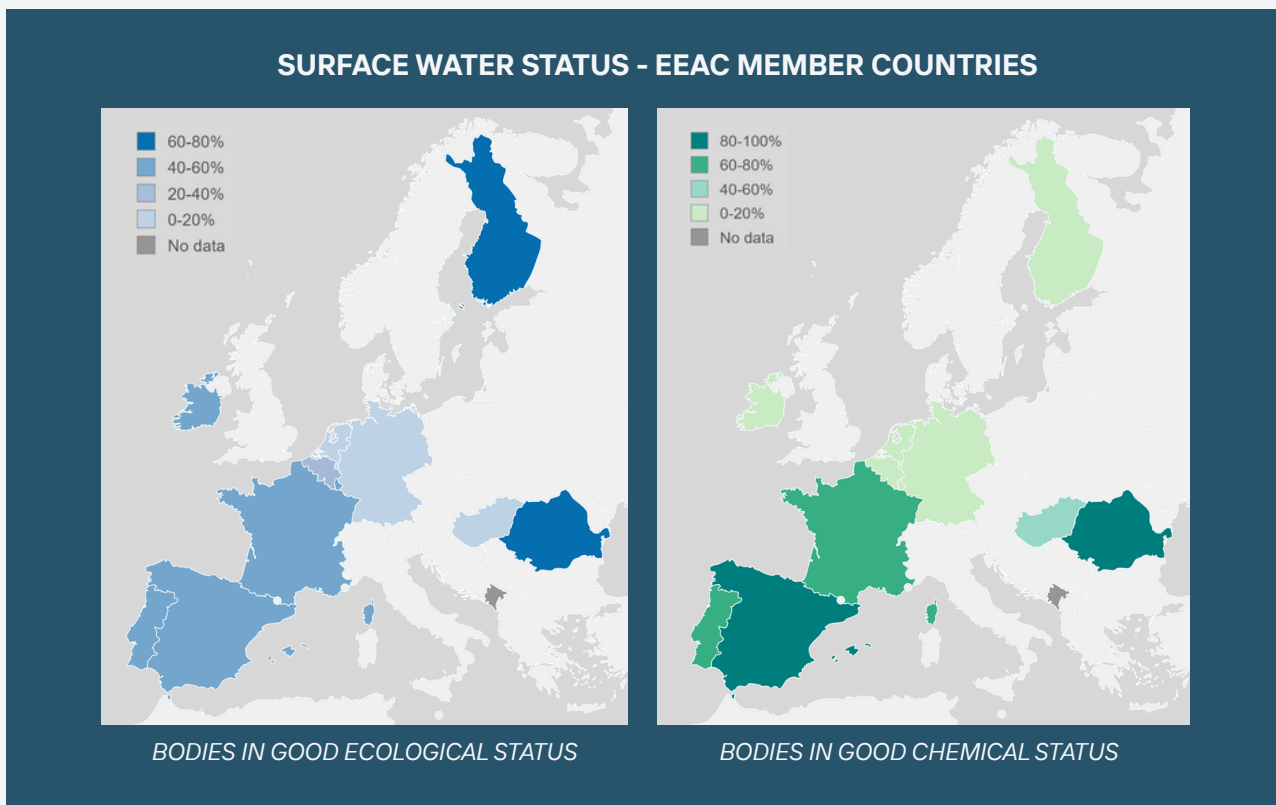 SURFACE WATER STATUS - EEAC MEMBER COUNTRIES
60-80%
40-60%
20-40%
0-20%
No data
80-100%
60-80%
40-60%
0-20%
No data
BODIES IN GOOD ECOLOGICAL STATUS
BODIES IN GOOD CHEMICAL STATUS